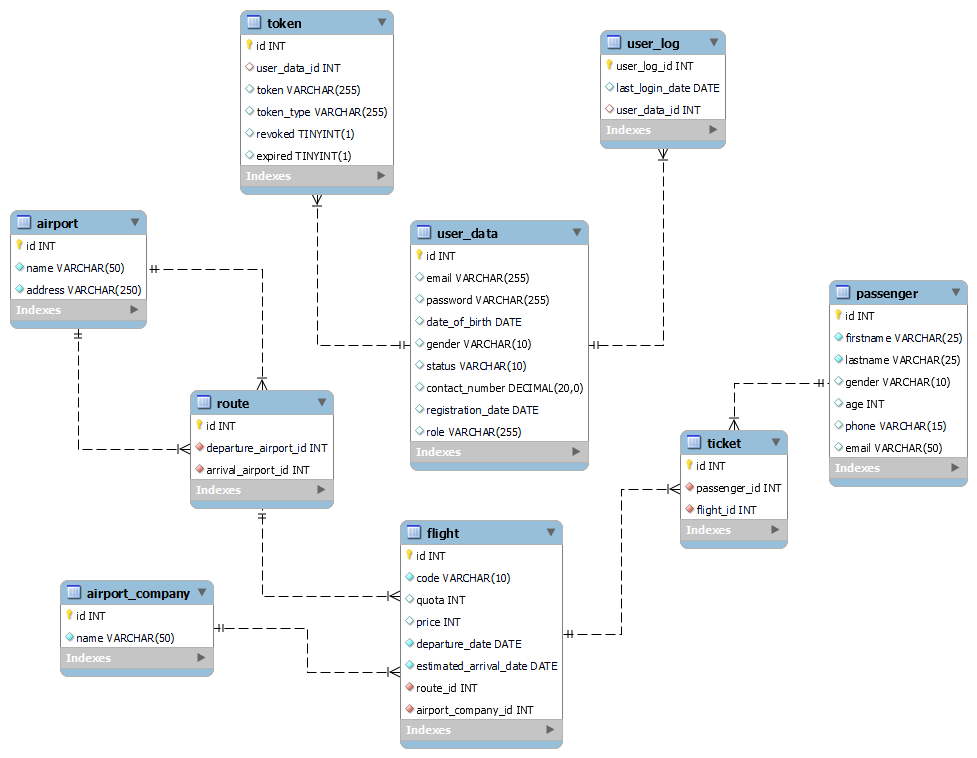 token
id INT
user_data_id INT
token VARCHAR(255)
token_type VARCHAR(255)
revoked TINYINT(1)
expired TINYINT(1)
Indexes
user_log
user_log_id INT
last_login_date DATE
user_data_id INT
Indexes
airport
id INT
name VARCHAR(50)
address VARCHAR(250)
Indexes
user_data
id INT
email VARCHAR(255)
password VARCHAR(255)
date_of_birth DATE
gender VARCHAR(10)
status VARCHAR(10)
contact_number DECIMAL(20,0)
registration_date DATE
role VARCHAR(255)
Indexes
passenger
id INT
firstname VARCHAR(25)
lastname VARCHAR(25)
gender VARCHAR(10)
age INT
phone VARCHAR(15)
email VARCHAR(50)
Indexes
route
id INT
departure_airport_id INT
arrival_airport_id INT
Indexes
ticket
id INT
passenger_id INT
flight_id INT
Indexes
flight
id INT
code VARCHAR(10)
quota INT
price INT
departure_date DATE
estimated_arrival_date DATE
route_id INT
airport_company_id INT
Indexes
airport_company
id INT
name VARCHAR(50)
Indexes